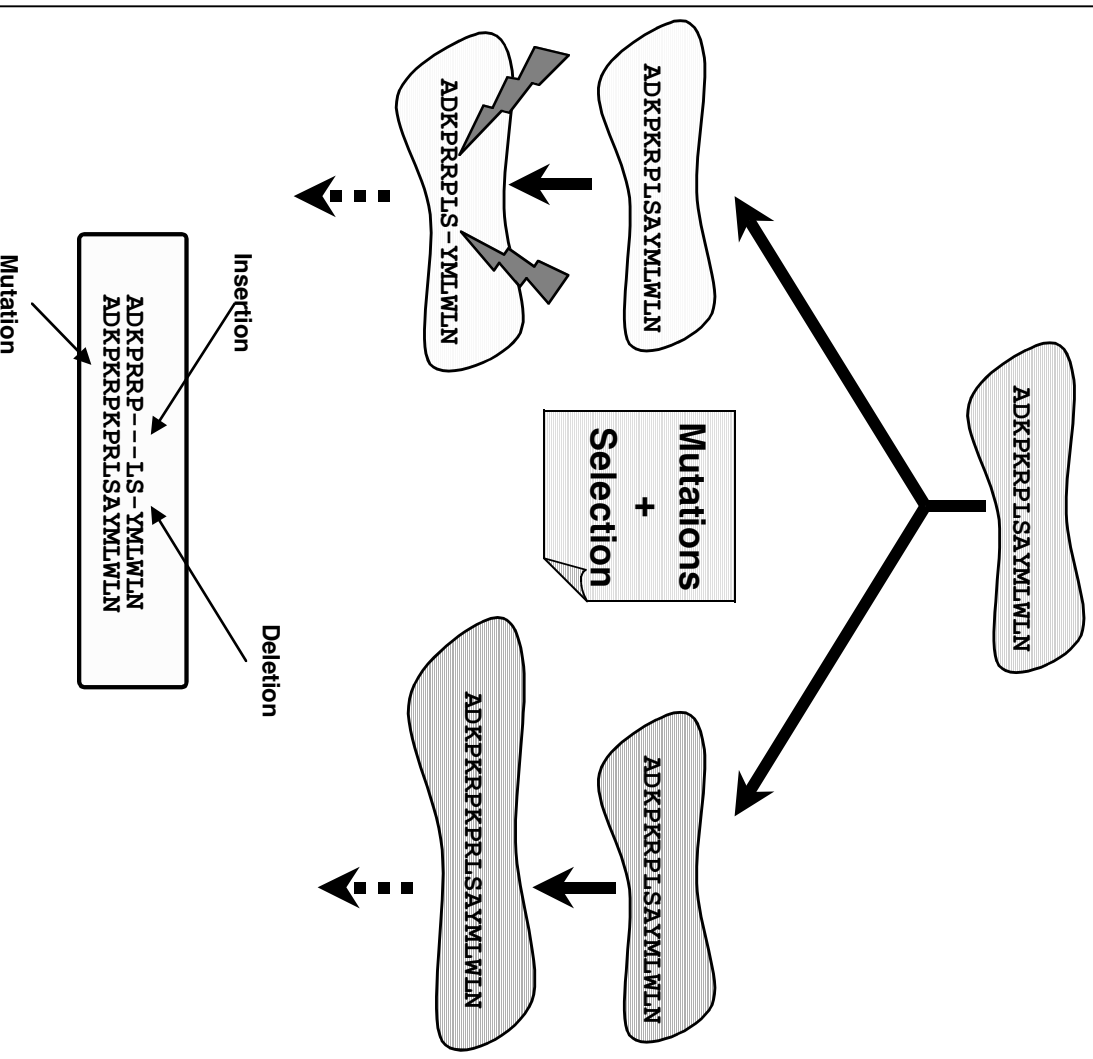 ADKPKRPLSAYMLWLN
ADKPKRPLSAYMLWLN
ADKPKRPLSAYMLWLN
Mutations
+
Selection
ADKPRRPLS-YMLWLN
ADKPKRPKPRLSAYMLWLN
Insertion
Deletion
ADKPRRP---LS-YMLWLN
ADKPKRPKPRLSAYMLWLN
Mutation